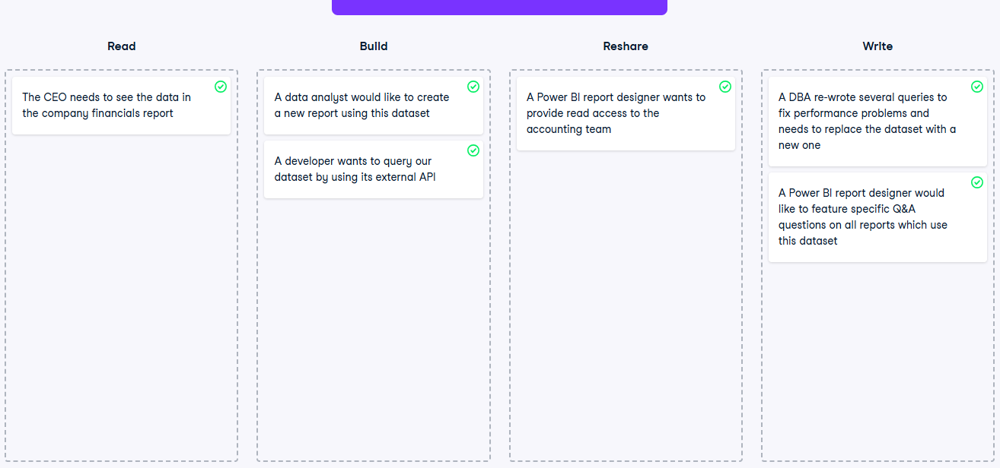 Read
The CEO needs to see the data in
the company financials report
Build
A data analyst would like to create
a new report using this dataset
A developer wants to query our
dataset by using its external API
Reshare
A Power BI report designer wants to
provide read access to the
accounting team
Write
A DBA re-wrote several queries to
fix performance problems and
needs to replace the dataset with a
new one
A Power BI report designer would
like to feature specific Q&A
questions on all reports which use
this dataset